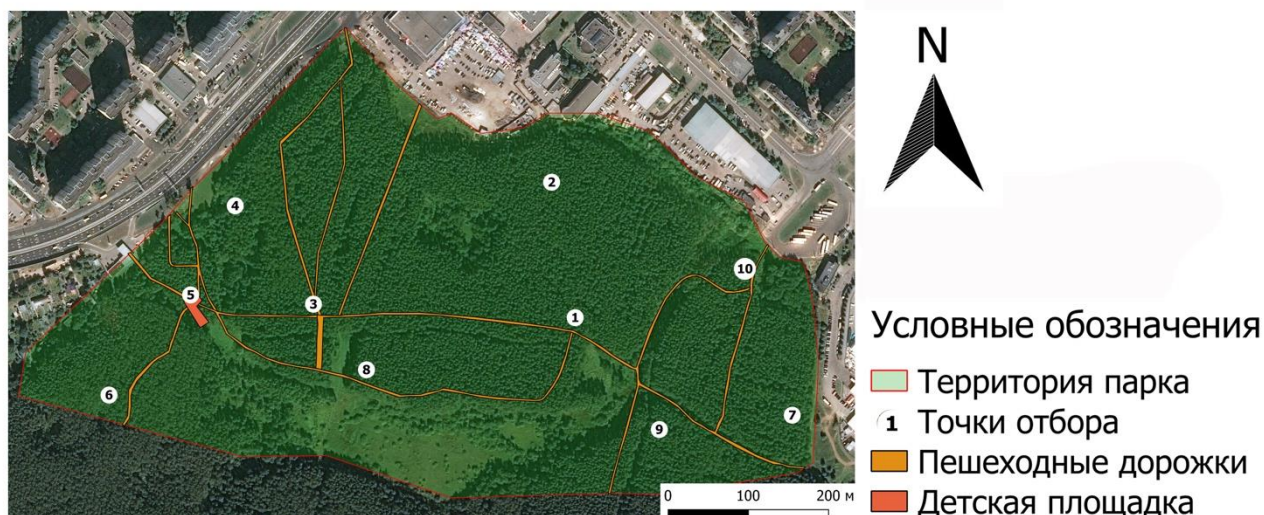 N
2
4
5
3
10
1
8
6
7
9
0 100 200 м
Условные обозначения
Территория парка
1 Точки отбора
Пешеходные дорожки
Детская площадка